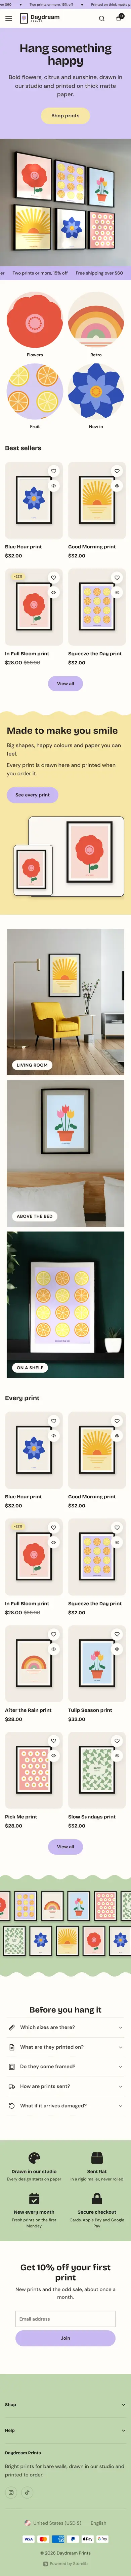 er $60 • Two prints or more, 15% off • Printed on thick matte p
Daydream
PRINTS
0
Hang something
happy
Bold flowers, citrus and sunshine, drawn in
our studio and printed on thick matte
paper.
Shop prints
er Two prints or more, 15% off Free shipping over $60
Flowers
Retro
Fruit
New in
Best sellers
Blue Hour print
$32.00
Good Morning print
$32.00
-22%
In Full Bloom print
$28.00 $36.00
Squeeze the Day print
$32.00
View all
Made to make you smile
Big shapes, happy colours and paper you can
feel.
Every print is drawn here and printed when
you order it.
See every print
LIVING ROOM
ABOVE THE BED
ON A SHELF
Every print
Blue Hour print
$32.00
Good Morning print
$32.00
-22%
In Full Bloom print
$28.00 $36.00
Squeeze the Day print
$32.00
After the Rain print
$28.00
Tulip Season print
$32.00
Pick Me print
$28.00
Slow Sundays print
$32.00
View all
Before you hang it
Which sizes are there?
What are they printed on?
Do they come framed?
How are prints sent?
What if it arrives damaged?
Drawn in our studio
Every design starts on paper
Sent flat
In a rigid mailer, never rolled
New every month
Fresh prints on the first
Monday
Secure checkout
Cards, Apple Pay and Google
Pay
Get 10% off your first
print
New prints and the odd sale, about once a
month.
Email address
Join
Shop
Help
Daydream Prints
Bright prints for bare walls, drawn in our studio and
printed to order.
United States (USD $) English
© 2026 Daydream Prints